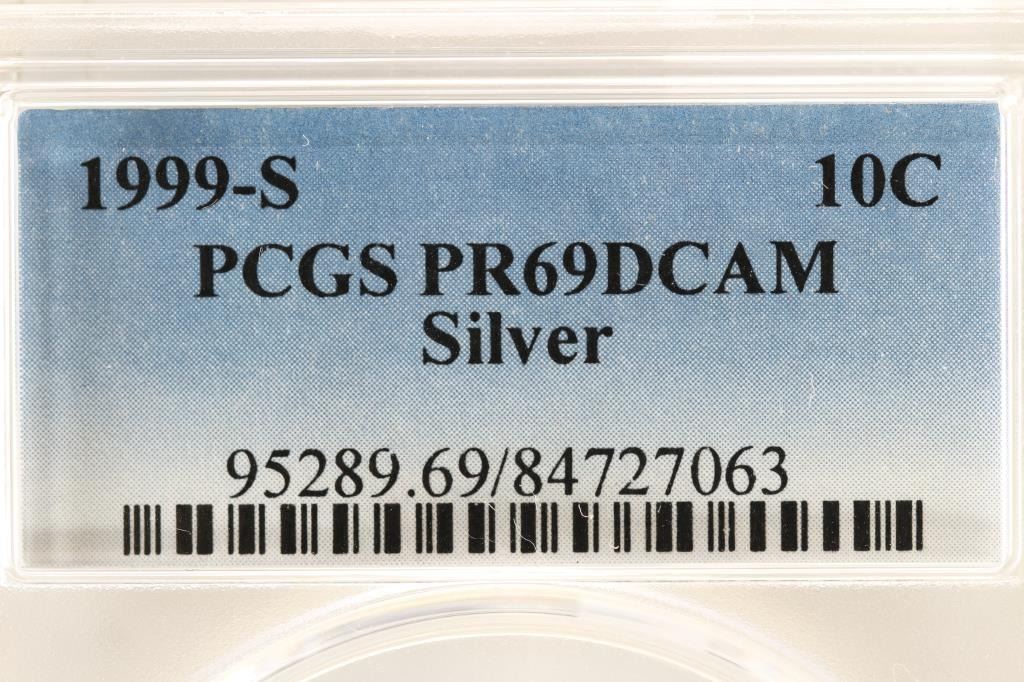 1999-S 10C
PCGS PR69DCAM
Silver
95289.69/84727063